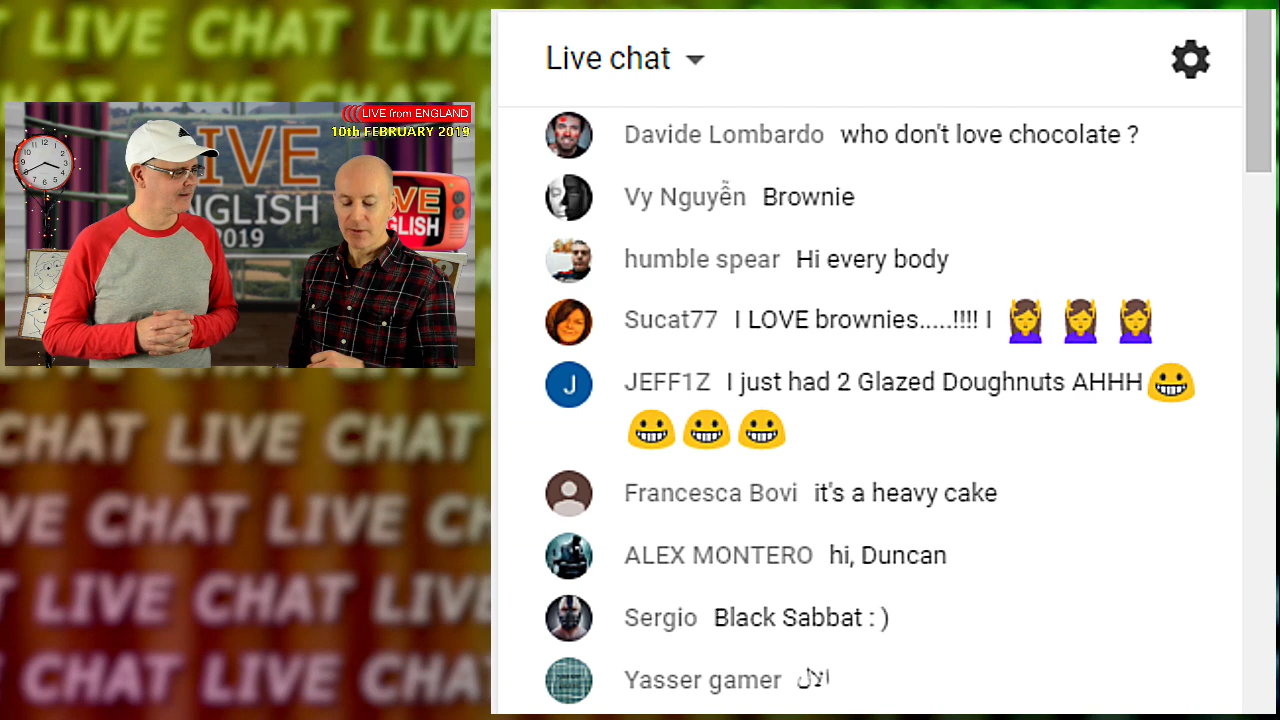 LIVE CHAT LIVE
LIVE from ENGLAND
10th FEBRUARY 2019
LIVE
ENGLISH
2019
LIVE
ENGLISH
CHAT LIVE CHAT
VE CHAT LIVE CH
LIVE CHAT LIVE
CHAT LIVE CHAT
Live chat
Davide Lombardo who don't love chocolate ?
Vy Nguyễn Brownie
humble spear Hi every body
Sucat77 I LOVE brownies.....!!!! I 💆‍♀️ 💆‍♀️ 💆‍♀️
JEFF1Z I just had 2 Glazed Doughnuts AHHH😀
😀😀😀
Francesca Bovi it's a heavy cake
ALEX MONTERO hi, Duncan
Sergio Black Sabbat : )
Yasser gamer الال